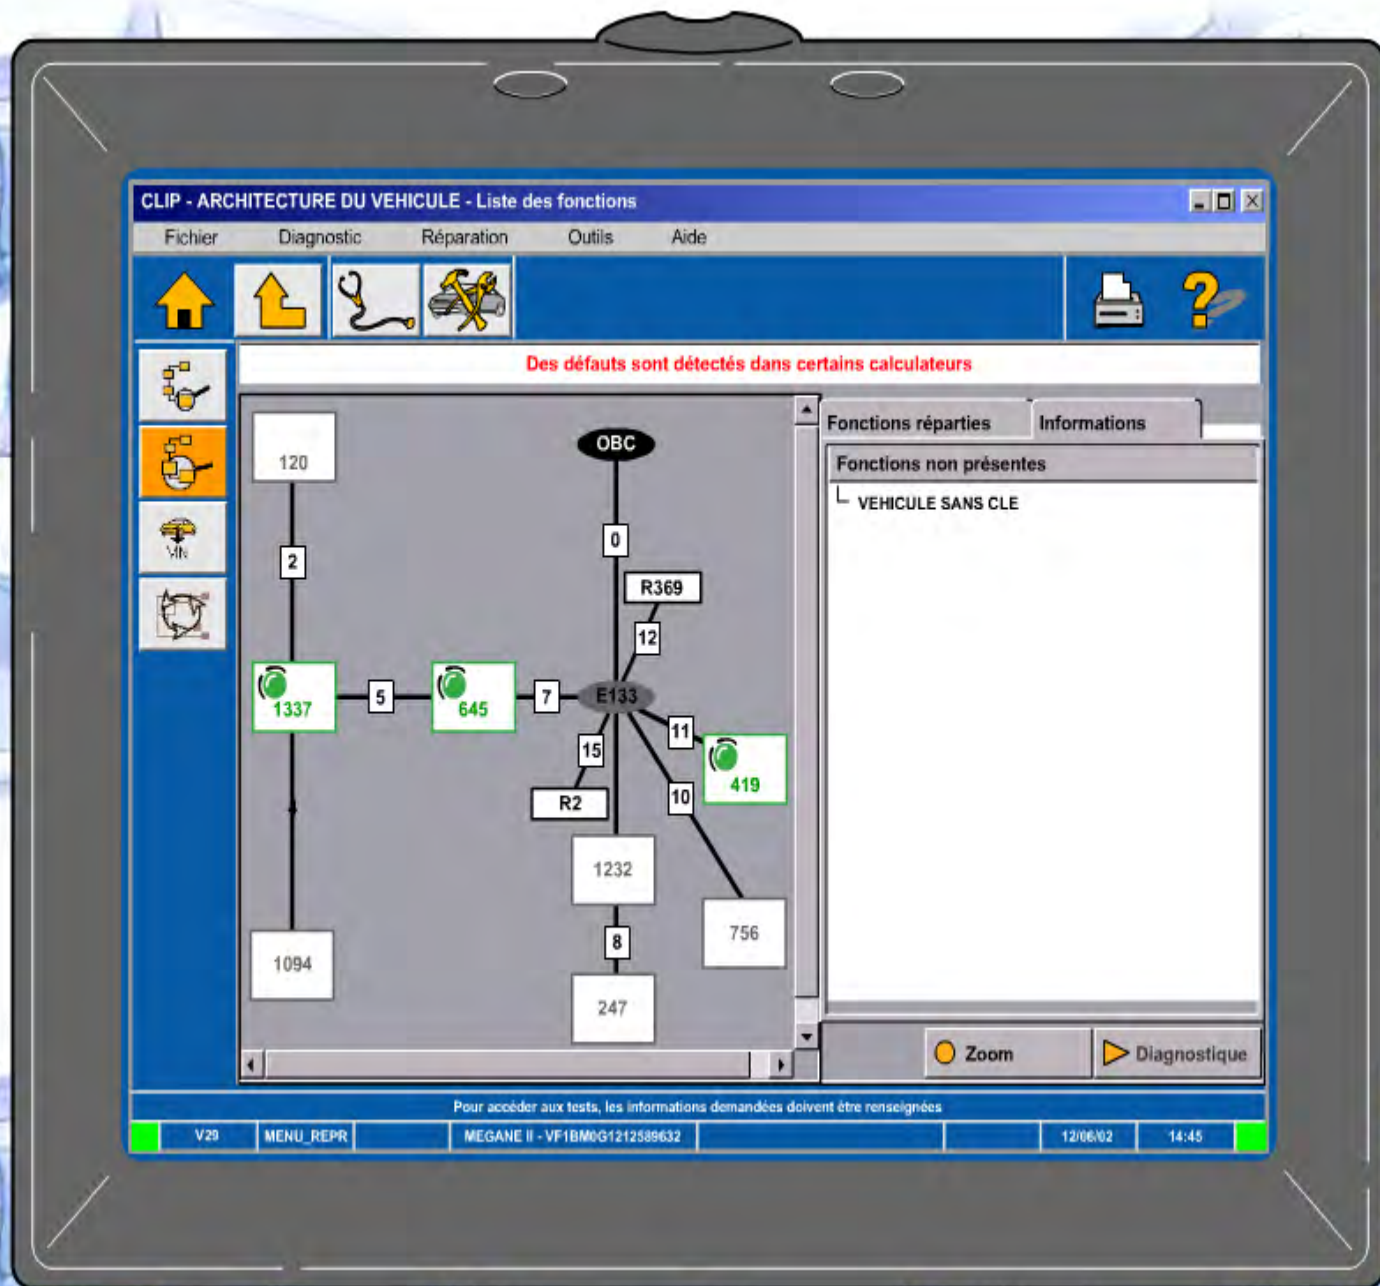 CLIP - ARCHITECTURE DU VEHICULE - Liste des fonctions
Fichier Diagnostic Réparation Outils Aide
Des défauts sont détectés dans certains calculateurs
VIN
120
OBC
2
0
R369
12
1337
5
645
7
E133
11
15
419
R2
10
1232
756
8
1094
247
Fonctions réparties Informations
Fonctions non présentes
VEHICULE SANS CLE
Zoom Diagnostique
Pour accéder aux tests, les informations demandées doivent être renseignées
V29 MENU_REPR MEGANE II - VF1BM0G1212589632 12/06/02 14:45